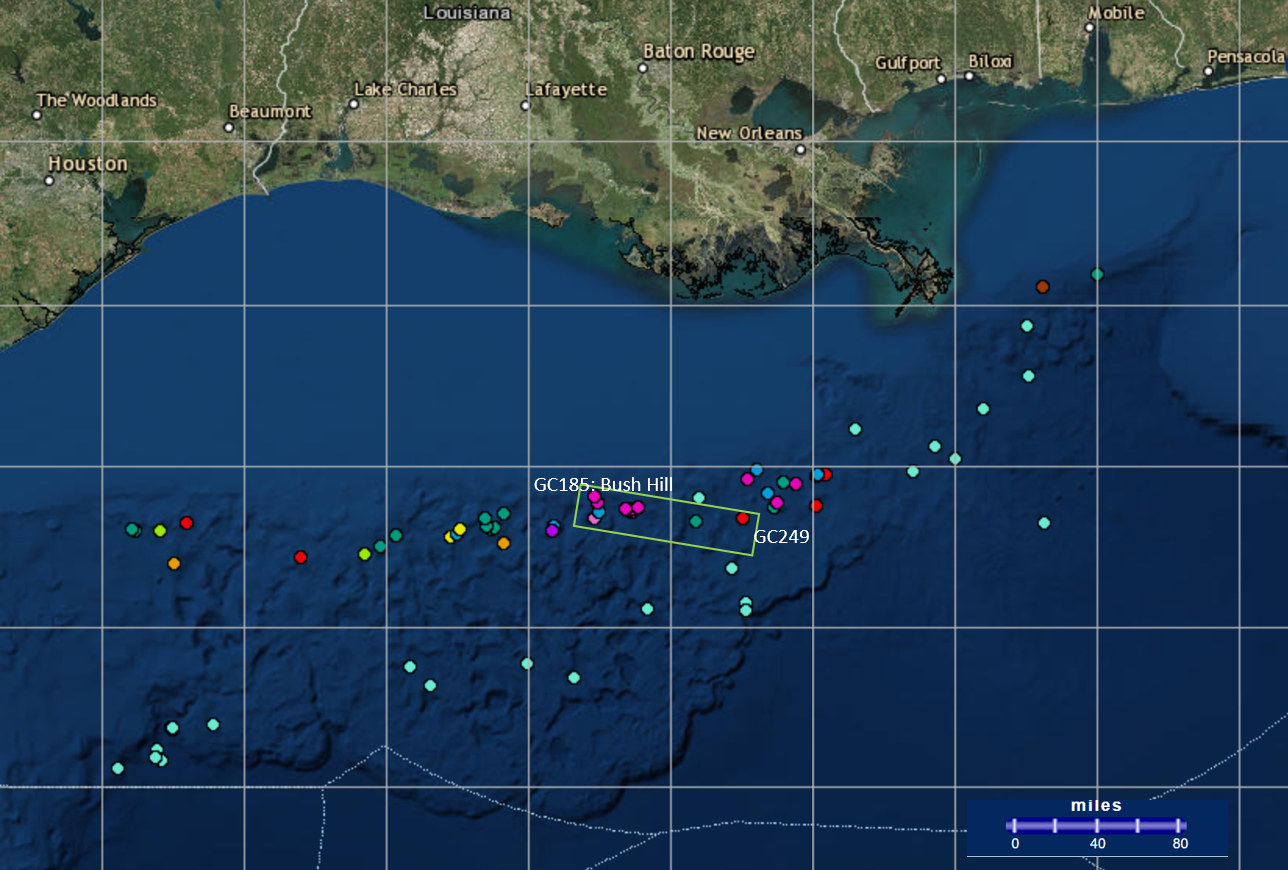 Louisiana
Mobile
Baton Rouge
Gulfport
Biloxi
Pensacola
The Woodlands
Beaumont
Lake Charles
Lafayette
New Orleans
Houston
GC185: Bush Hill
GC249
miles
0 40 80